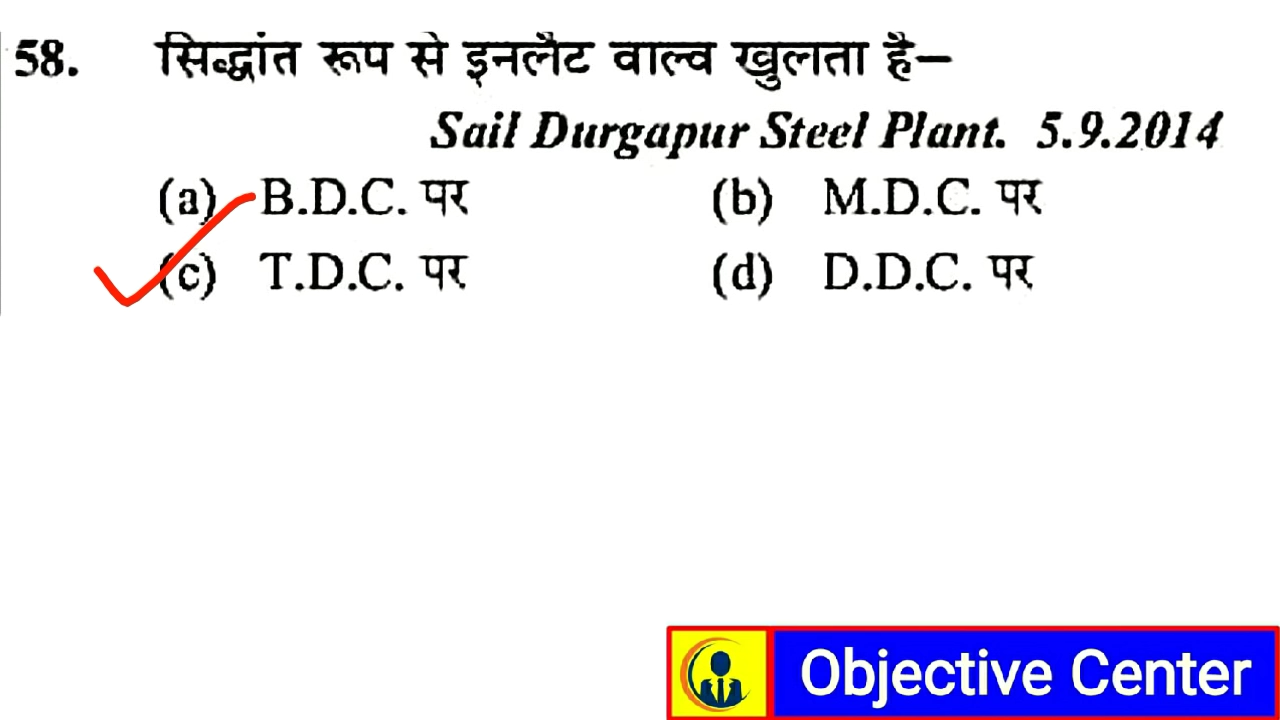 58. सिद्धांत रूप से इनलैट वाल्व खुलता है—
Sail Durgapur Steel Plant. 5.9.2014
(a) B.D.C. पर (b) M.D.C. पर
(c) T.D.C. पर (d) D.D.C. पर
Objective Center